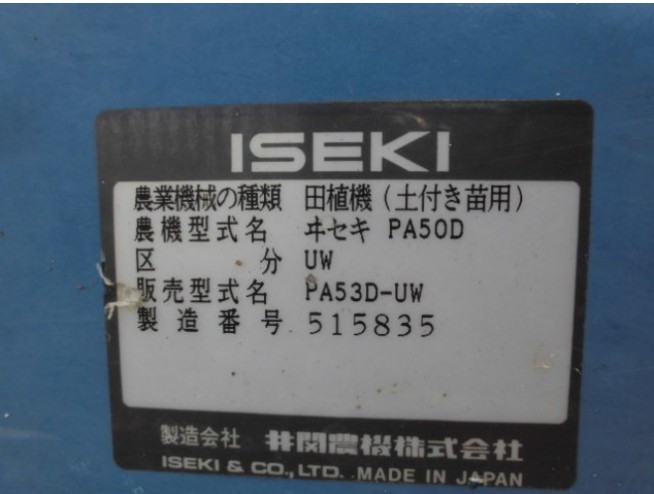 ISEKI
農業機械の種類 田植機(土付き苗用)
農機型式名 ヰセキ PA50D
区分 UW
販売型式名 PA53D-UW
製造番号 515835
製造会社 井関農機株式会社
ISEKI & CO.,LTD. MADE IN JAPAN